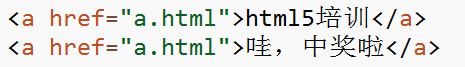 <a href="a.html">html5培训</a>
<a href="a.html">哇，中奖啦</a>